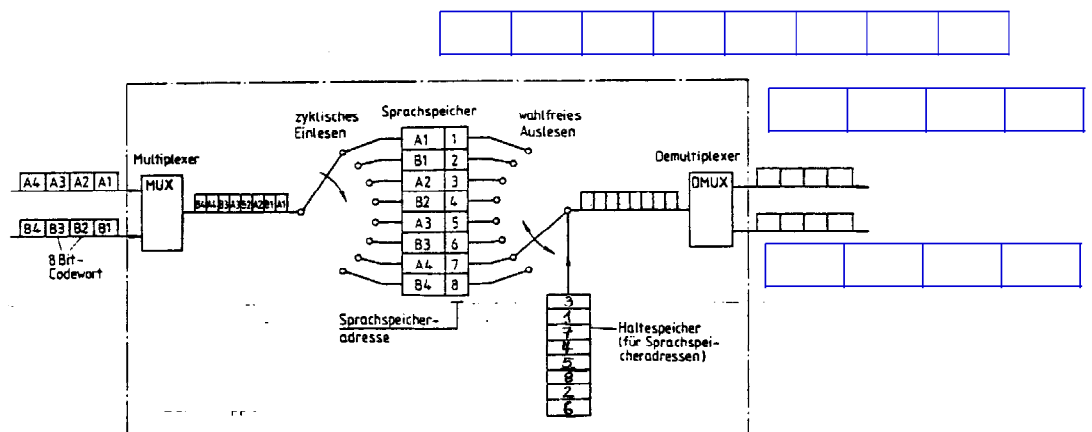 zyklisches
Einlesen
Sprachspeicher
wahlfreies
Auslesen
Multiplexer
MUX
A4 A3 A2 A1
B4 B3 B2 B1
8 Bit-
Codewort
B4 A4 B3 A3 B2 A2 B1 A1
A1 1
B1 2
A2 3
B2 4
A3 5
B3 6
A4 7
B4 8
Sprachspeicher-
adresse
Demultiplexer
DMUX
3
1
7
4
5
8
2
6
Haltespeicher
(für Sprachspei-
cheradressen)